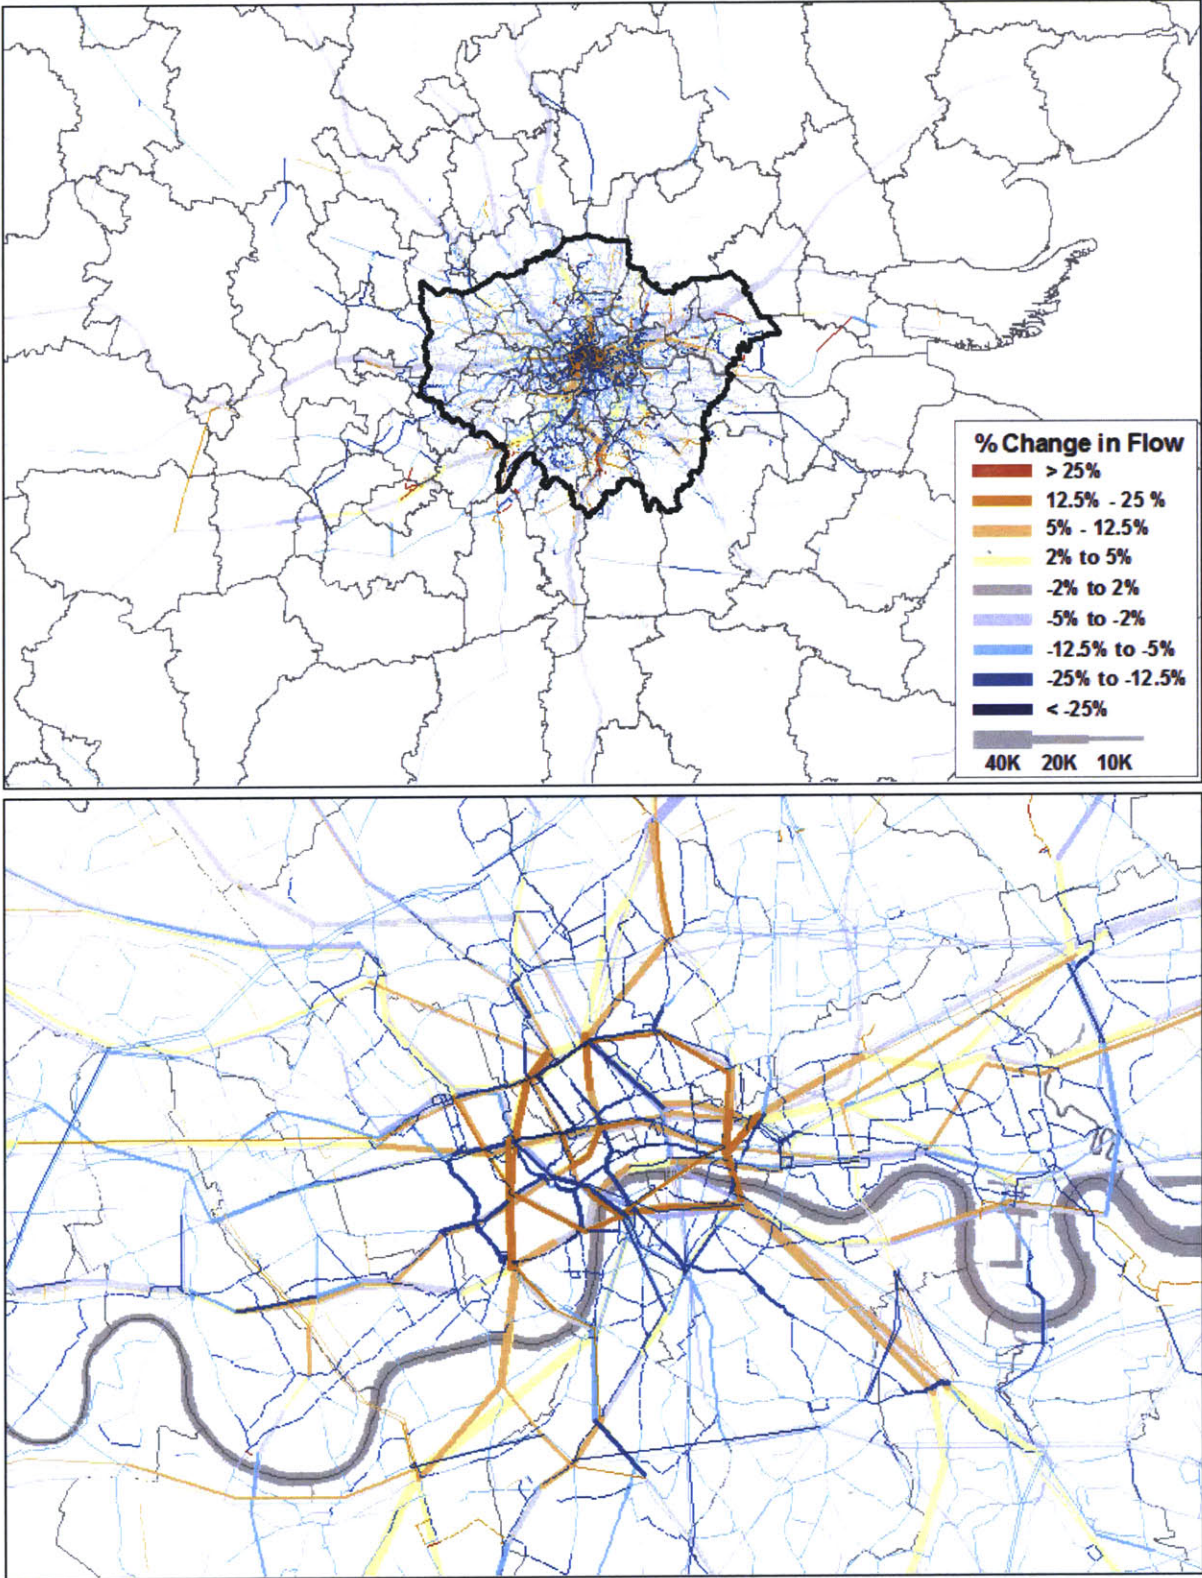 % Change in Flow
> 25%
12.5% - 25 %
5% - 12.5%
2% to 5%
-2% to 2%
-5% to -2%
-12.5% to -5%
-25% to -12.5%
< -25%
40K 20K 10K